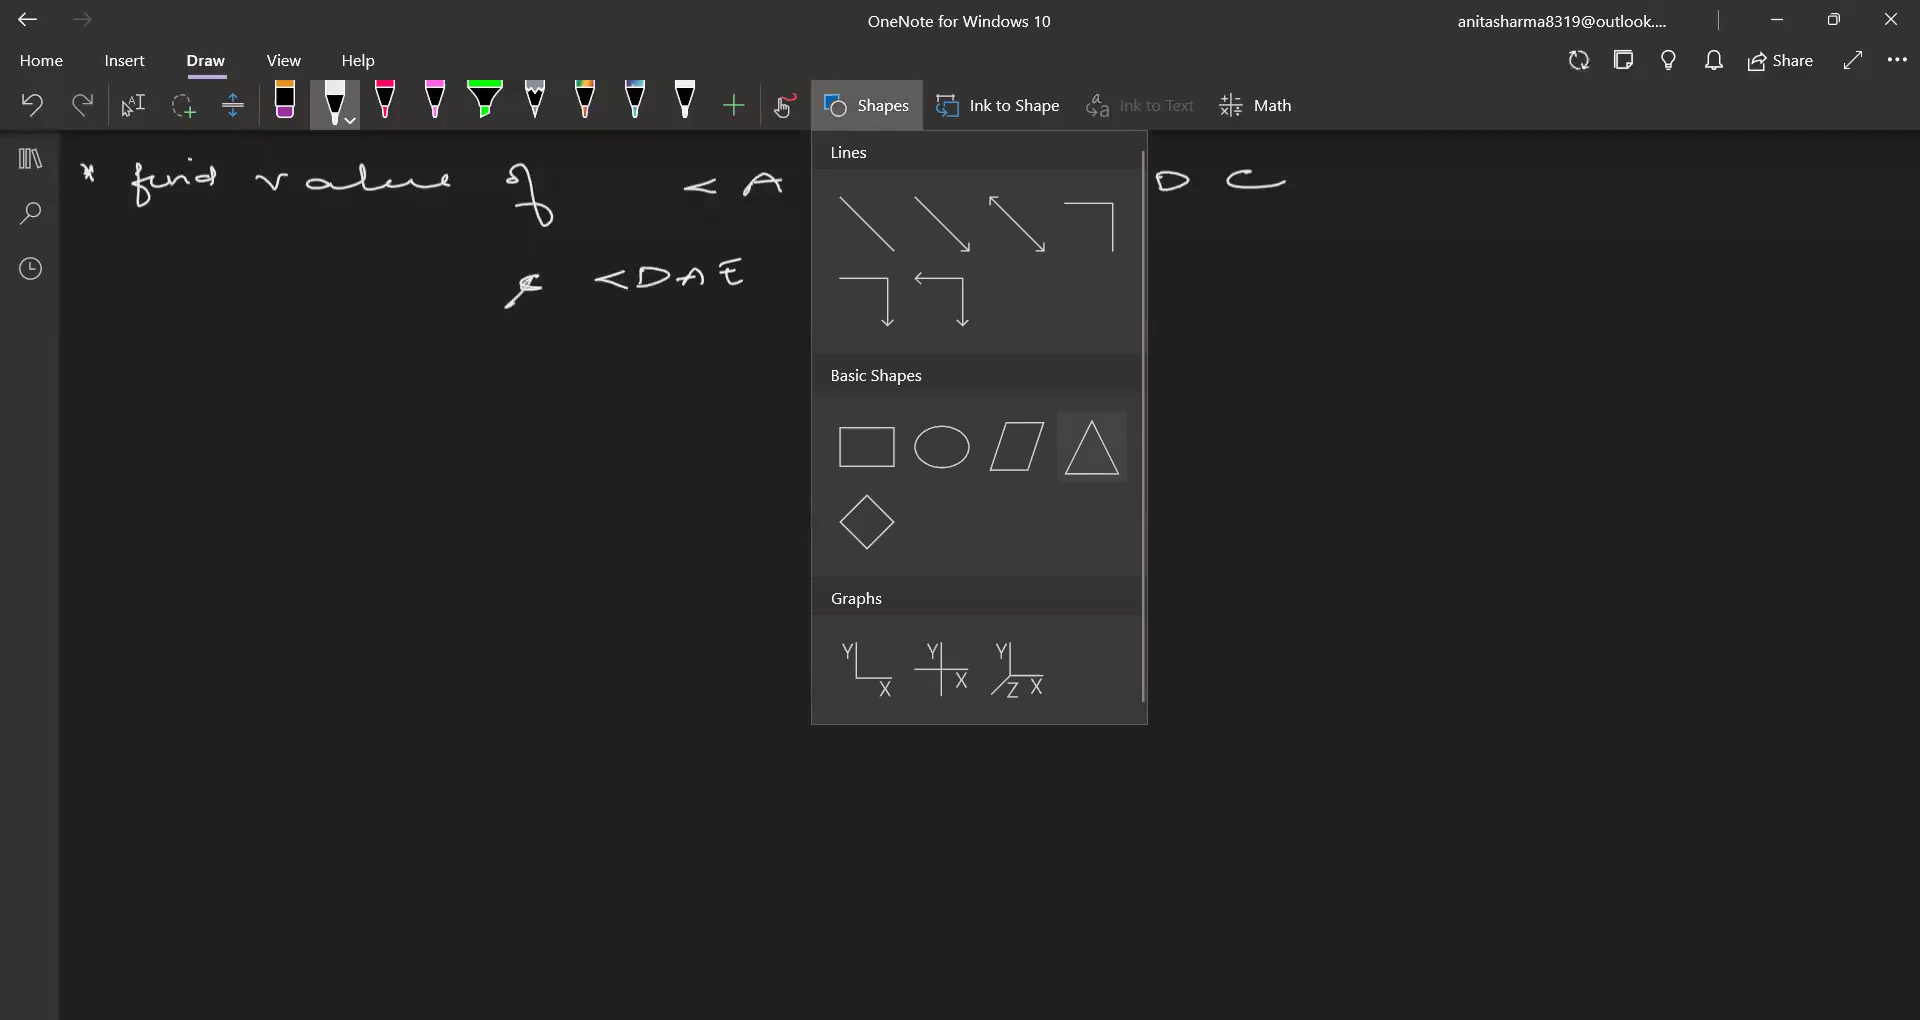 OneNote for Windows 10
anitasharma8319@outlook....
Home Insert Draw View Help
Share
Shapes Ink to Shape Ink to Text Math
Lines
* find value of <A D C
& <DAE
Basic Shapes
Graphs
Y X Y X Y Z X